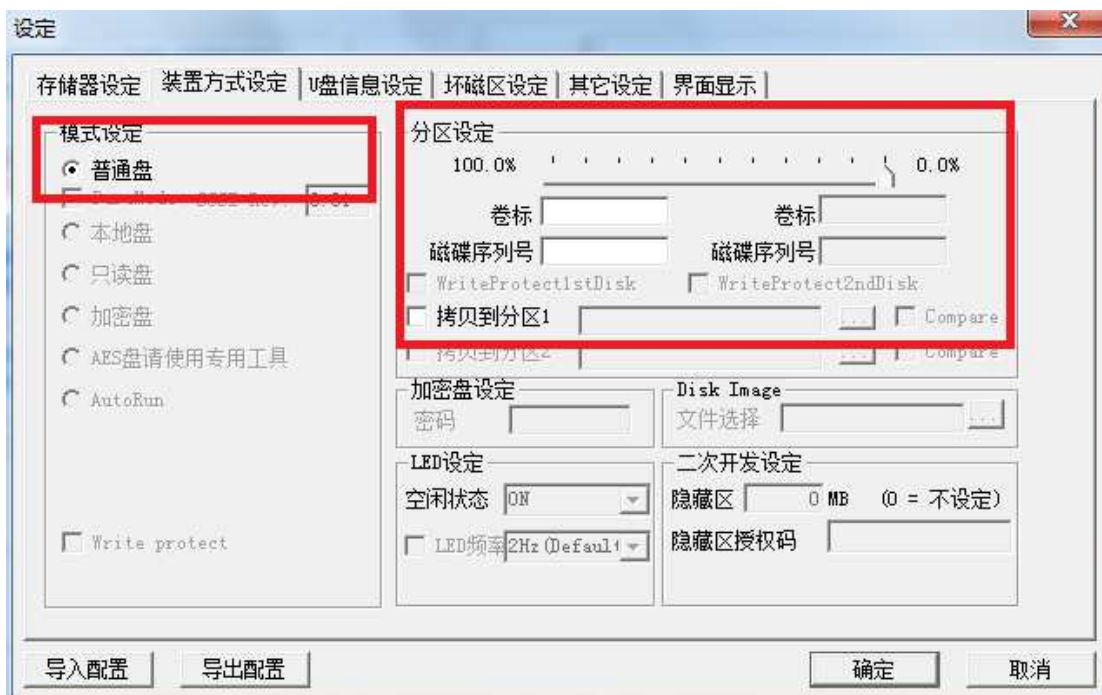 设定
存储器设定 装置方式设定 U盘信息设定 坏磁区设定 其它设定 界面显示
模式设定
普通盘
本地盘
只读盘
加密盘
AES盘请使用专用工具
AutoRun
Write protect
分区设定
100.0% 0.0%
卷标 卷标
磁碟序列号 磁碟序列号
WriteProtect1stDisk WriteProtect2ndDisk
拷贝到分区1 ... Compare
拷贝到分区2 ... Compare
加密盘设定
密码
Disk Image
文件选择 ...
LED设定
空闲状态 ON
LED频率 2Hz(Default
二次开发设定
隐藏区 0 MB (0 = 不设定)
隐藏区授权码
导入配置 导出配置 确定 取消